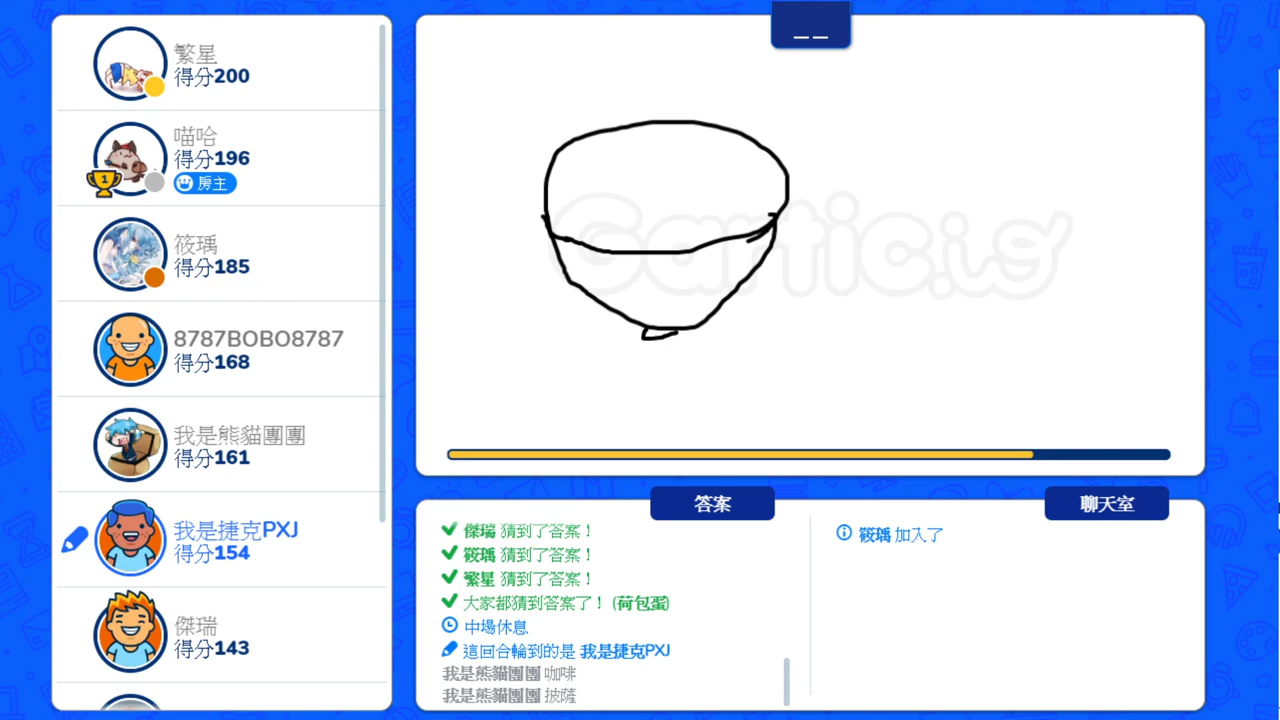 繁星
得分200
喵哈
得分196
1
房主
筱瑀
得分185
8787BOBO8787
得分168
我是熊貓團團
得分161
我是捷克PXJ
得分154
傑瑞
得分143
_ _
Gartic.io
答案
傑瑞 猜到了答案！
筱瑀 猜到了答案！
繁星 猜到了答案！
大家都猜到答案了！ (荷包蛋)
中場休息
這回合輪到的是 我是捷克PXJ
我是熊貓團團 咖啡
我是熊貓團團 披薩
聊天室
筱瑀 加入了